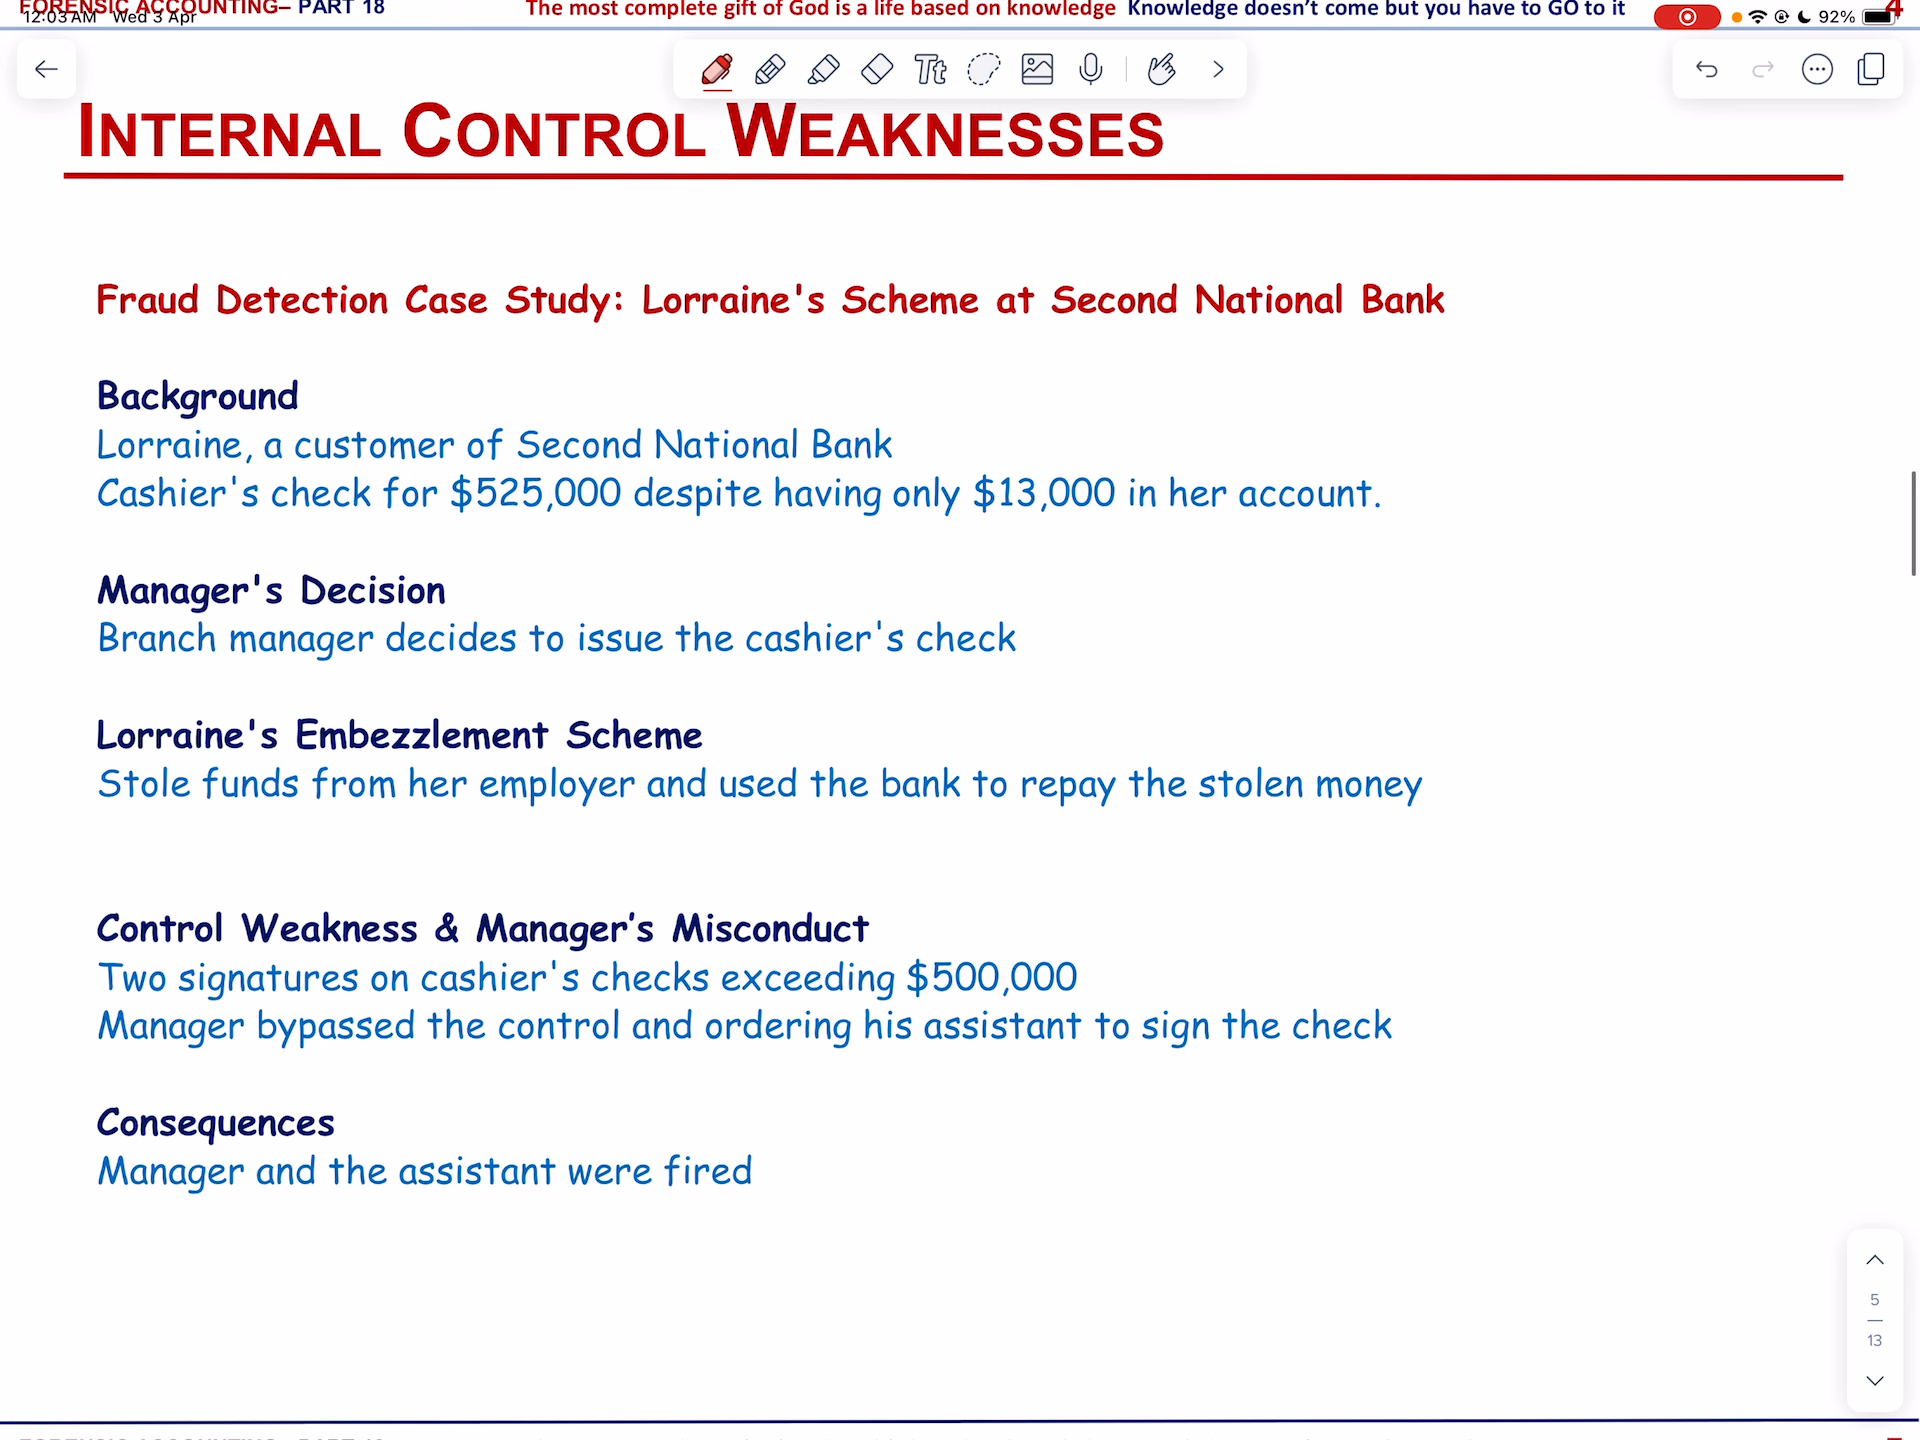 FORENSIC ACCOUNTING– PART 18
The most complete gift of God is a life based on knowledge Knowledge doesn't come but you have to GO to it
4
12:03 AM Wed 3 Apr
92%
Tt
INTERNAL CONTROL WEAKNESSES
Fraud Detection Case Study: Lorraine's Scheme at Second National Bank
Background
Lorraine, a customer of Second National Bank
Cashier's check for $525,000 despite having only $13,000 in her account.
Manager's Decision
Branch manager decides to issue the cashier's check
Lorraine's Embezzlement Scheme
Stole funds from her employer and used the bank to repay the stolen money
Control Weakness & Manager’s Misconduct
Two signatures on cashier's checks exceeding $500,000
Manager bypassed the control and ordering his assistant to sign the check
Consequences
Manager and the assistant were fired
5
13